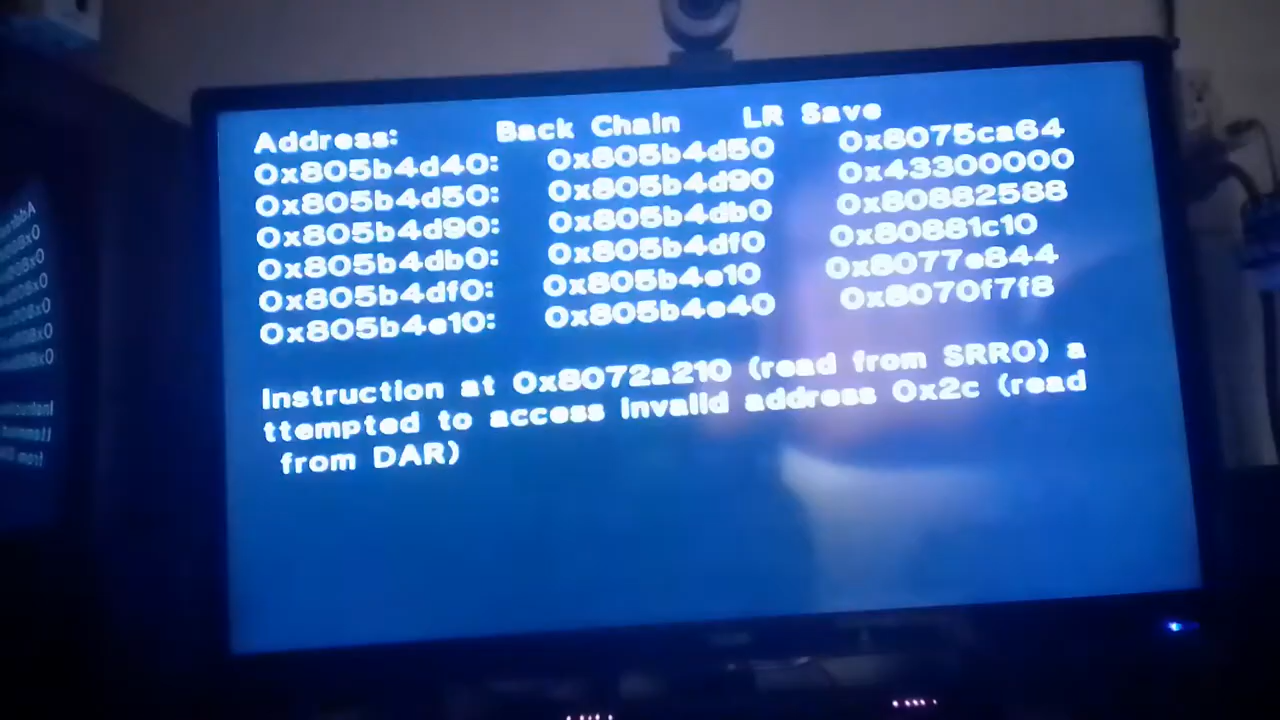 Address: Back Chain LR Save
0x805b4d40: 0x805b4d50 0x8075ca64
0x805b4d50: 0x805b4d90 0x43300000
0x805b4d90: 0x805b4db0 0x80882588
0x805b4db0: 0x805b4df0 0x80881c10
0x805b4df0: 0x805b4e10 0x8077e844
0x805b4e10: 0x805b4e40 0x8070f7f8
Instruction at 0x8072a210 (read from SRR0) a
ttempted to access invalid address 0x2c (read
from DAR)